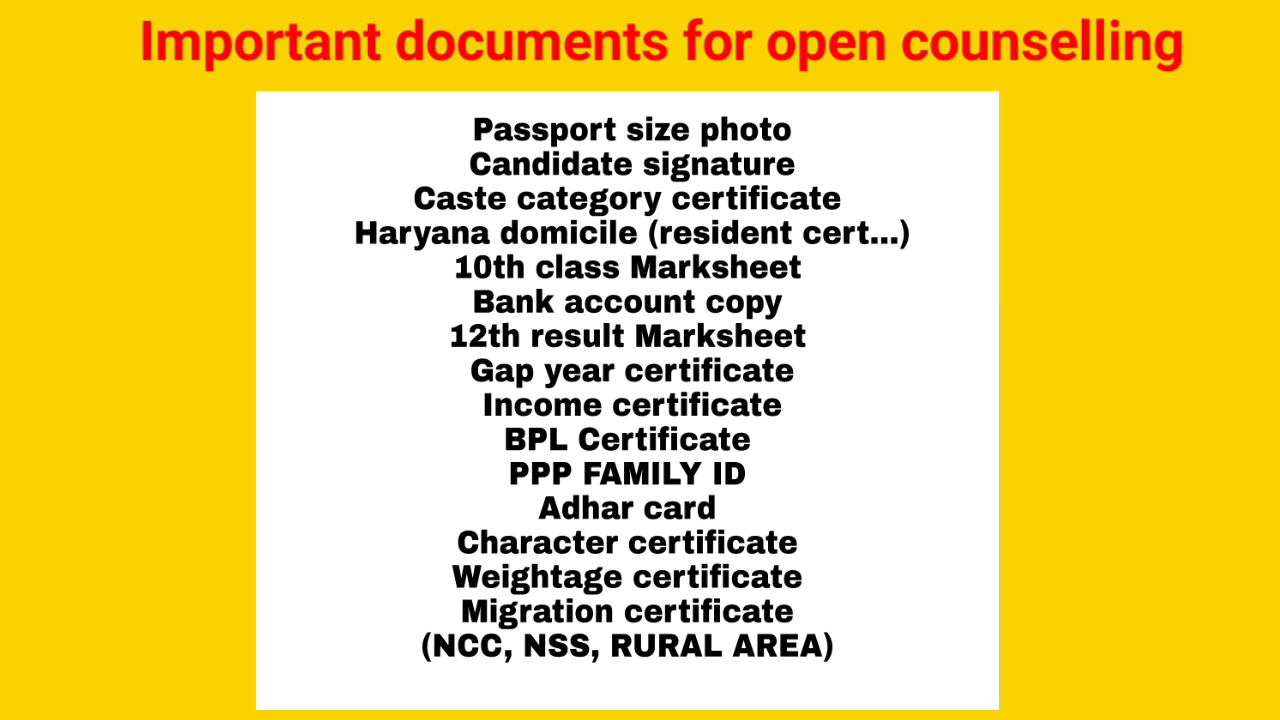 Important documents for open counselling
Passport size photo
Candidate signature
Caste category certificate
Haryana domicile (resident cert...)
10th class Marksheet
Bank account copy
12th result Marksheet
Gap year certificate
Income certificate
BPL Certificate
PPP FAMILY ID
Adhar card
Character certificate
Weightage certificate
Migration certificate
(NCC, NSS, RURAL AREA)